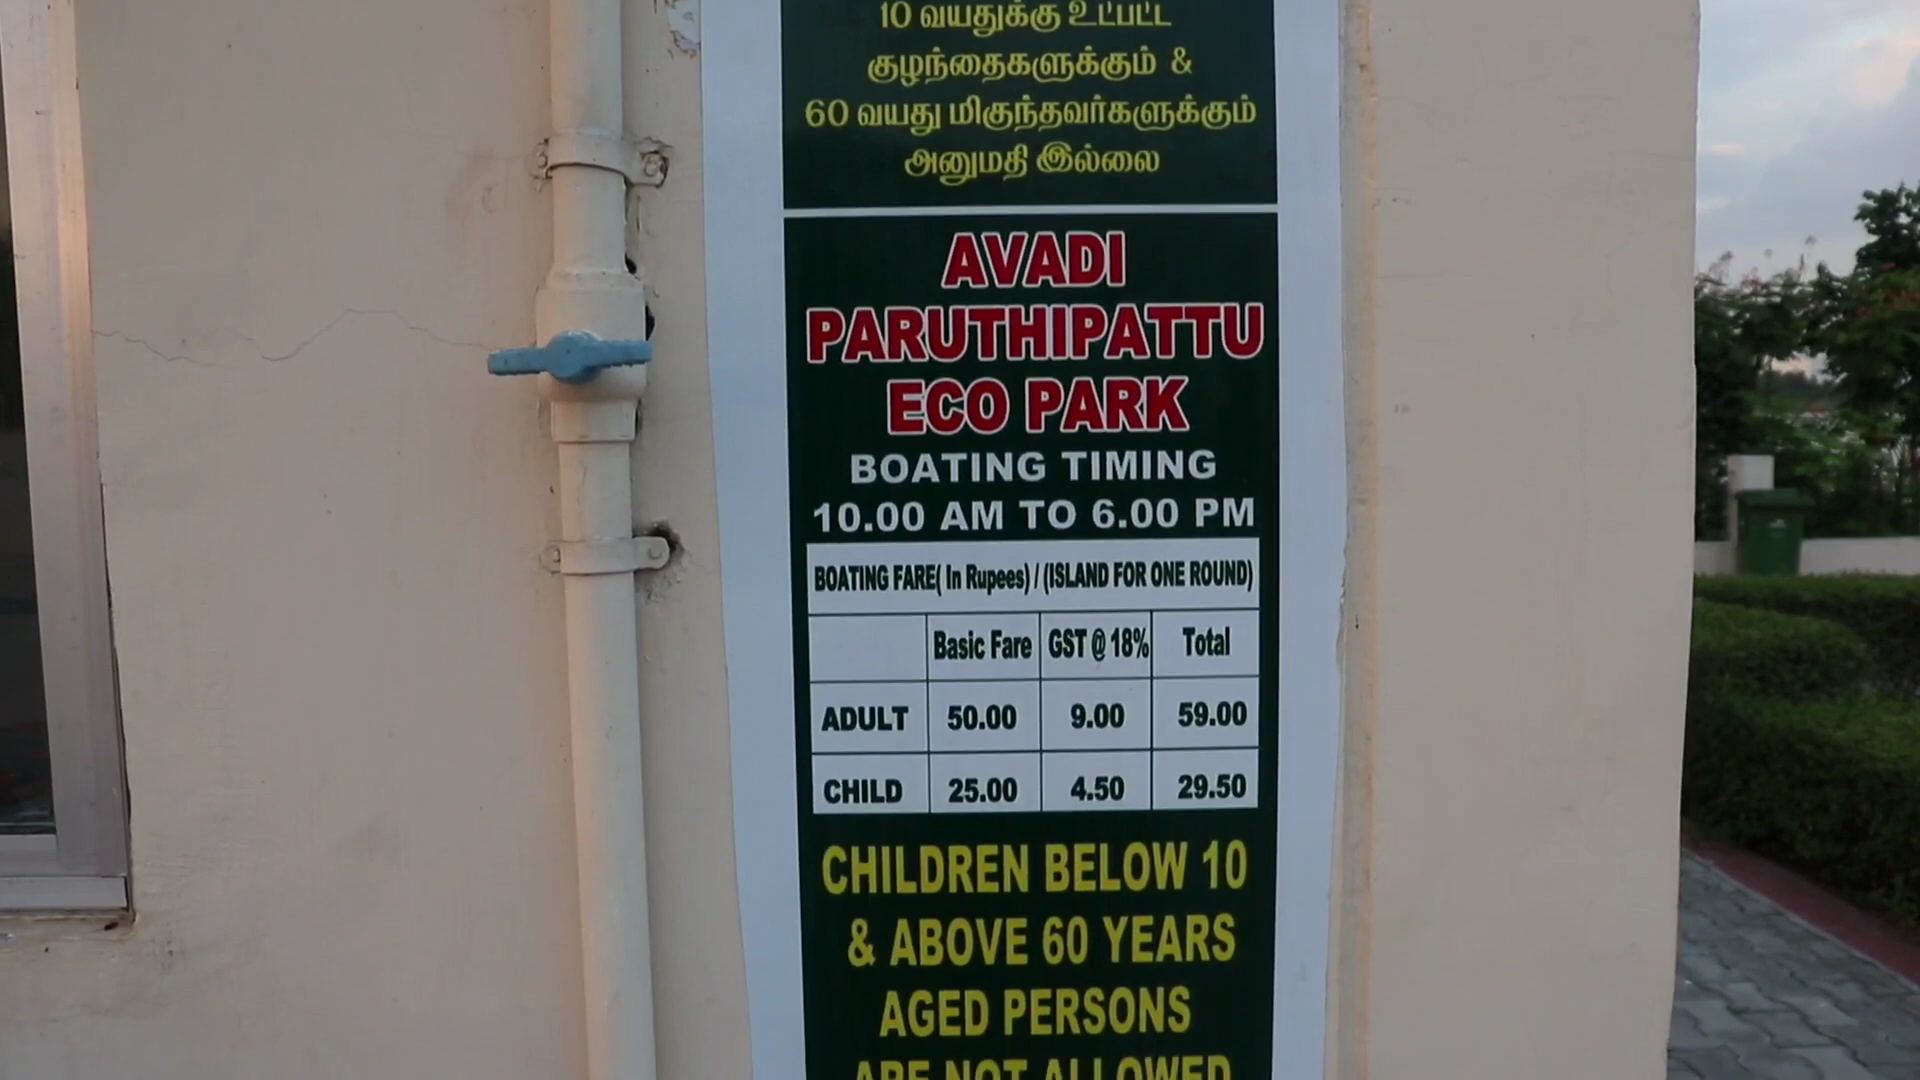 10 வயதுக்கு உட்பட்ட
குழந்தைகளுக்கும் &
60 வயது மிகுந்தவர்களுக்கும்
அனுமதி இல்லை
AVADI
PARUTHIPATTU
ECO PARK
BOATING TIMING
10.00 AM TO 6.00 PM
BOATING FARE( In Rupees) / (ISLAND FOR ONE ROUND)
Basic Fare GST @ 18% Total
ADULT 50.00 9.00 59.00
CHILD 25.00 4.50 29.50
CHILDREN BELOW 10
& ABOVE 60 YEARS
AGED PERSONS
ARE NOT ALLOWED